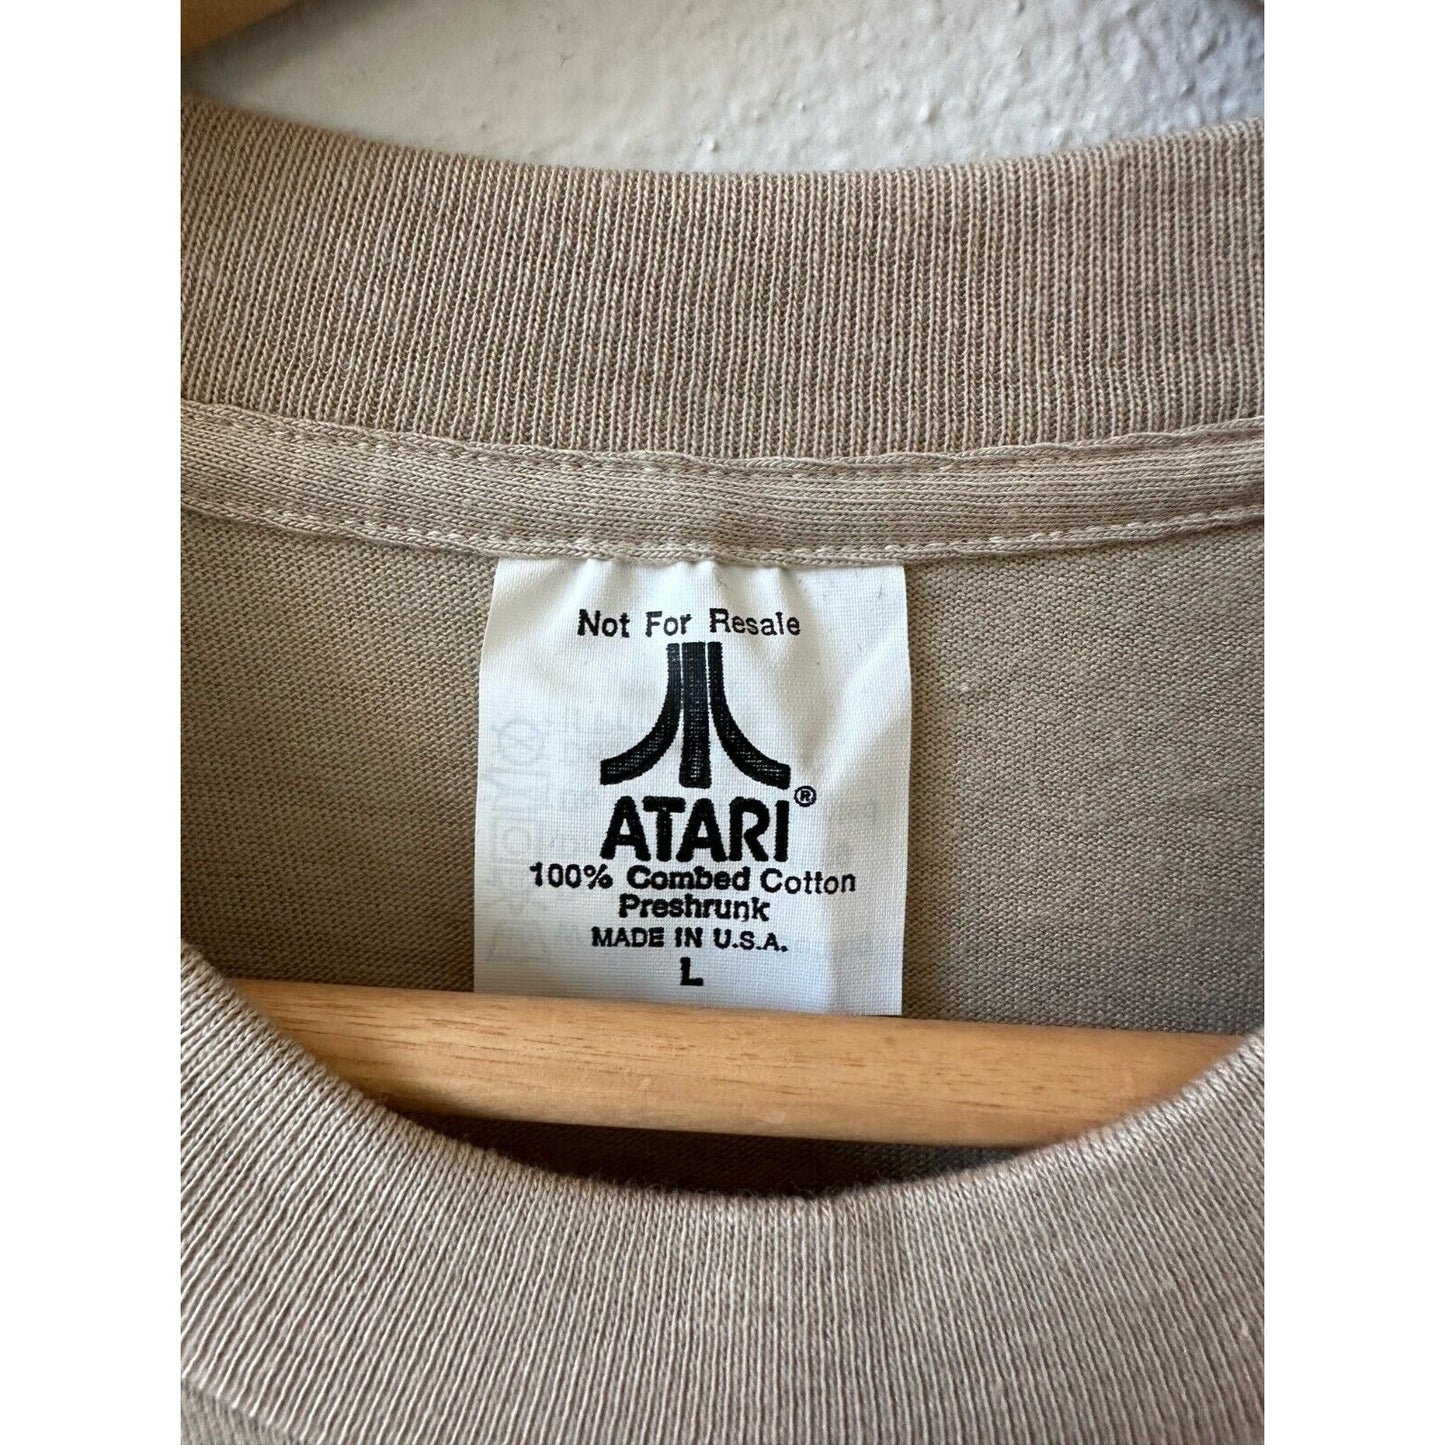 Not For Resale
ATARI®
100% Combed Cotton
Preshrunk
MADE IN U.S.A.
L